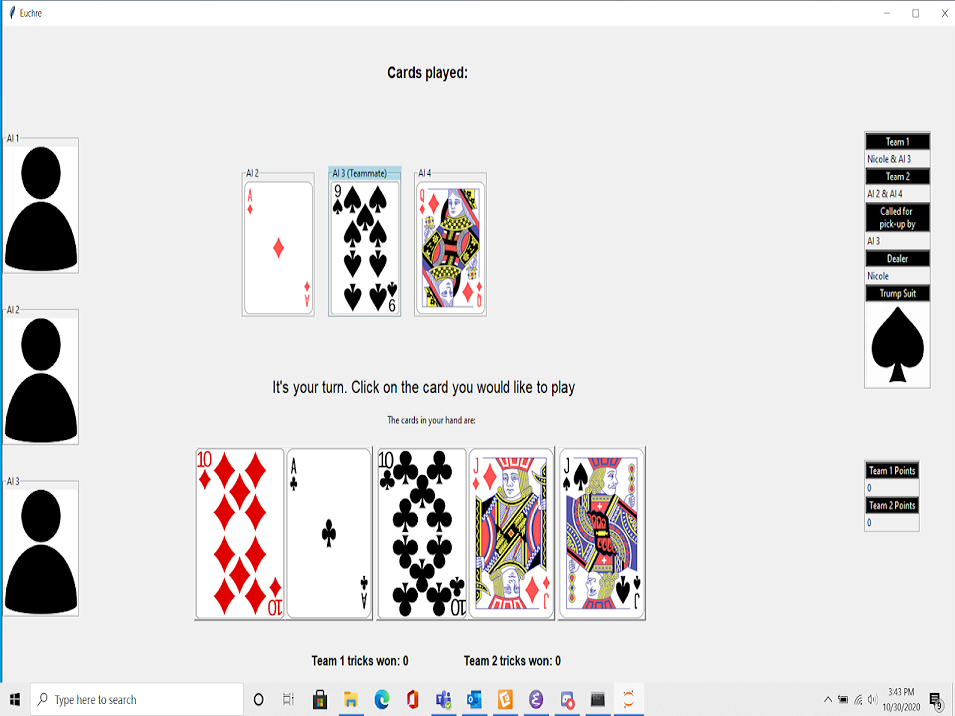 Euchre
Cards played:
AI 1
AI 2
AI 3
AI 2
AI 3 (Teammate)
AI 4
A
A
9
9
Q
Q
Team 1
Nicole & AI 3
Team 2
AI 2 & AI 4
Called for
pick-up by
AI 3
Dealer
Nicole
Trump Suit
It's your turn. Click on the card you would like to play
The cards in your hand are:
10
10
A
A
10
10
J
J
J
J
Team 1 Points
0
Team 2 Points
0
Team 1 tricks won: 0
Team 2 tricks won: 0
Type here to search
3:43 PM
10/30/2020